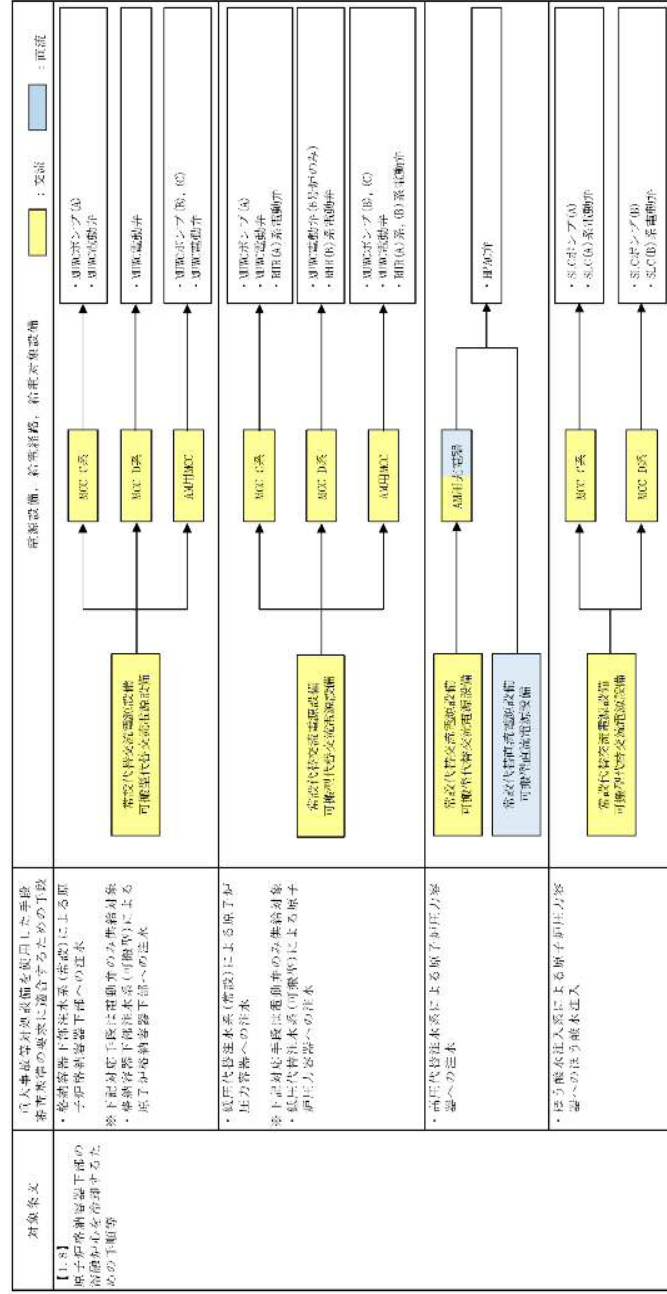 対象条文
重大事故等対処設備を使用した手段
審査基準の要求に適合するための手段
電源設備，給電経路，給電対象設備
：交流
：直流
【1.8】
原子炉格納容器下部の
溶融炉心を冷却するた
めの手順等
・格納容器下部注水系(常設)による原
子炉格納容器下部への注水
※下記対応手段は電動弁のみ供給対象
・格納容器下部注水系(可搬型)による
原子炉格納容器下部への注水
常設代替交流電源設備
可搬型代替交流電源設備
MCC C系
MCC D系
AM用MCC
・MUWCポンプ(A)
・MUWC電動弁
・MUWC電動弁
・MUWCポンプ(B)，(C)
・MUWC電動弁
・低圧代替注水系(常設)による原子炉
圧力容器への注水
※下記対応手段は電動弁のみ供給対象
・低圧代替注水系(可搬型)による原子
炉圧力容器への注水
常設代替交流電源設備
可搬型代替交流電源設備
MCC C系
MCC D系
AM用MCC
・MUWCポンプ(A)
・MUWC電動弁
・RHR(A)系電動弁
・MUWC電動弁(6号炉のみ)
・RHR(B)系電動弁
・MUWCポンプ(B)，(C)
・MUWC電動弁
・RHR(A)系，(B)系電動弁
・高圧代替注水系による原子炉圧力容
器への注水
常設代替交流電源設備
可搬型代替交流電源設備
常設代替直流電源設備
可搬型直流電源設備
AM用充電器
・HPAC弁
・ほう酸水注入系による原子炉圧力容
器へのほう酸水注入
常設代替交流電源設備
可搬型代替交流電源設備
MCC C系
MCC D系
・SLCポンプ(A)
・SLC(A)系電動弁
・SLCポンプ(B)
・SLC(B)系電動弁